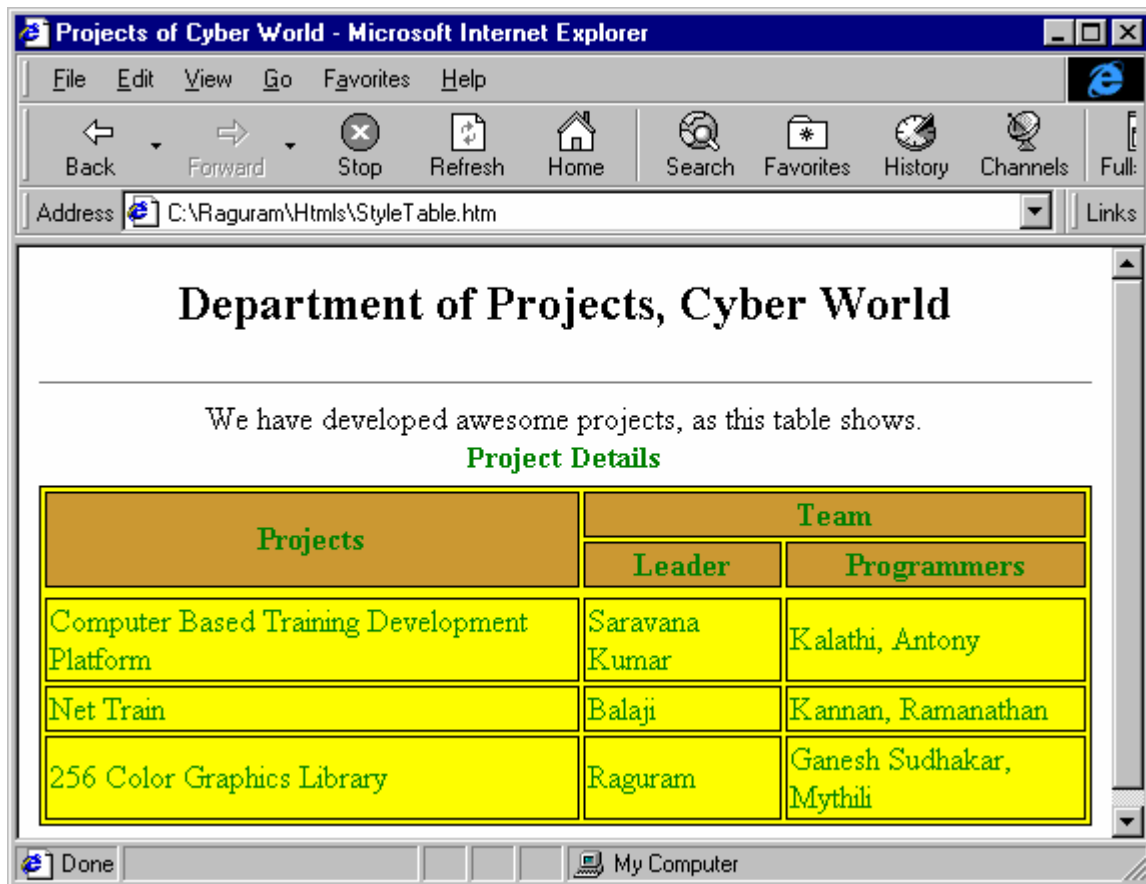 Projects of Cyber World - Microsoft Internet Explorer
File Edit View Go Favorites Help
Back Forward Stop Refresh Home Search Favorites History Channels Full
Address C:\Raguram\Htmls\StyleTable.htm Links
Department of Projects, Cyber World
We have developed awesome projects, as this table shows.
Project Details
Projects Team
Leader Programmers
Computer Based Training Development
Platform
Saravana
Kumar
Kalathi, Antony
Net Train Balaji Kannan, Ramanathan
256 Color Graphics Library Raguram
Ganesh Sudhakar,
Mythili
Done My Computer